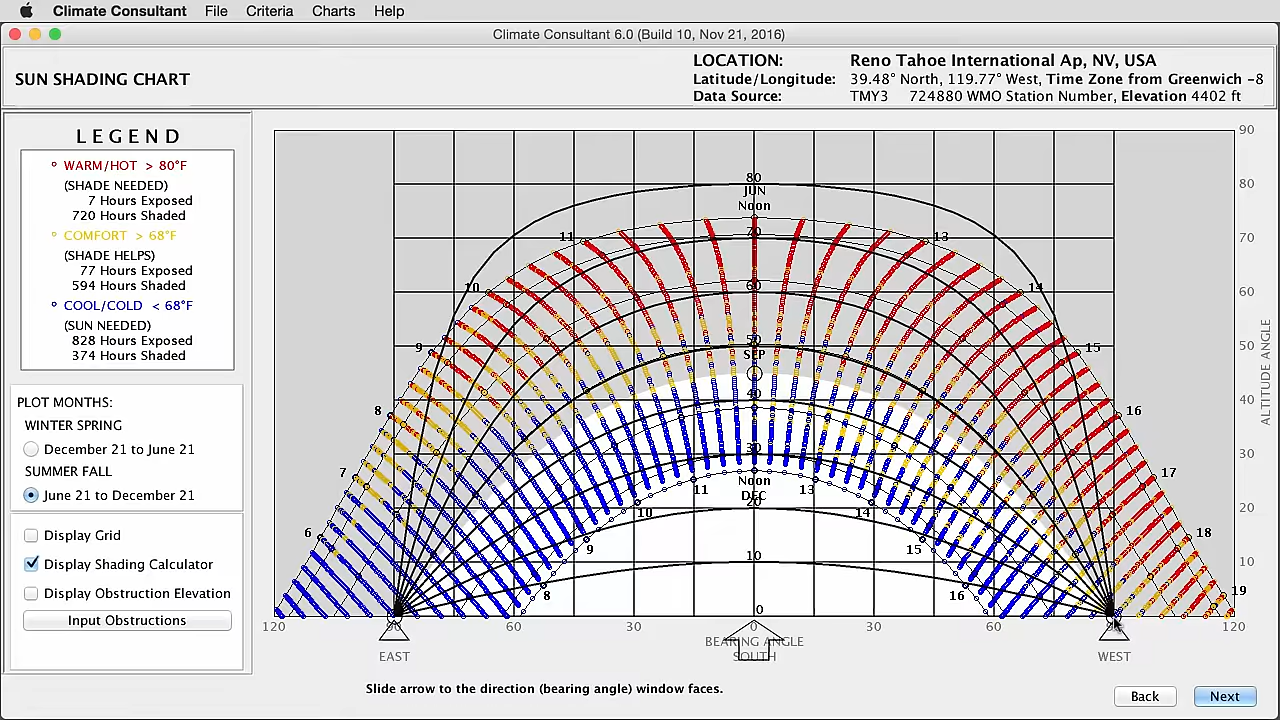 Climate Consultant File Criteria Charts Help
Climate Consultant 6.0 (Build 10, Nov 21, 2016)
SUN SHADING CHART
LOCATION: Reno Tahoe International Ap, NV, USA
Latitude/Longitude: 39.48° North, 119.77° West, Time Zone from Greenwich -8
Data Source: TMY3 724880 WMO Station Number, Elevation 4402 ft
LEGEND
WARM/HOT > 80°F
(SHADE NEEDED)
7 Hours Exposed
720 Hours Shaded
COMFORT > 68°F
(SHADE HELPS)
77 Hours Exposed
594 Hours Shaded
COOL/COLD < 68°F
(SUN NEEDED)
828 Hours Exposed
374 Hours Shaded
PLOT MONTHS:
WINTER SPRING
December 21 to June 21
SUMMER FALL
June 21 to December 21
Display Grid
Display Shading Calculator
Display Obstruction Elevation
Input Obstructions
90
80 80
JUN
Noon
11 70 13 70
10 60 14 60
9 50 15 50
SEP
8 40 16 40
7 30 17 30
Noon
DEC
11 13
10 20 14 20
6 9 15 18
10 10
8 16 19
0
120 60 30 0 30 60 120
BEARING ANGLE
EAST SOUTH WEST
ALTITUDE ANGLE
Slide arrow to the direction (bearing angle) window faces.
Back Next